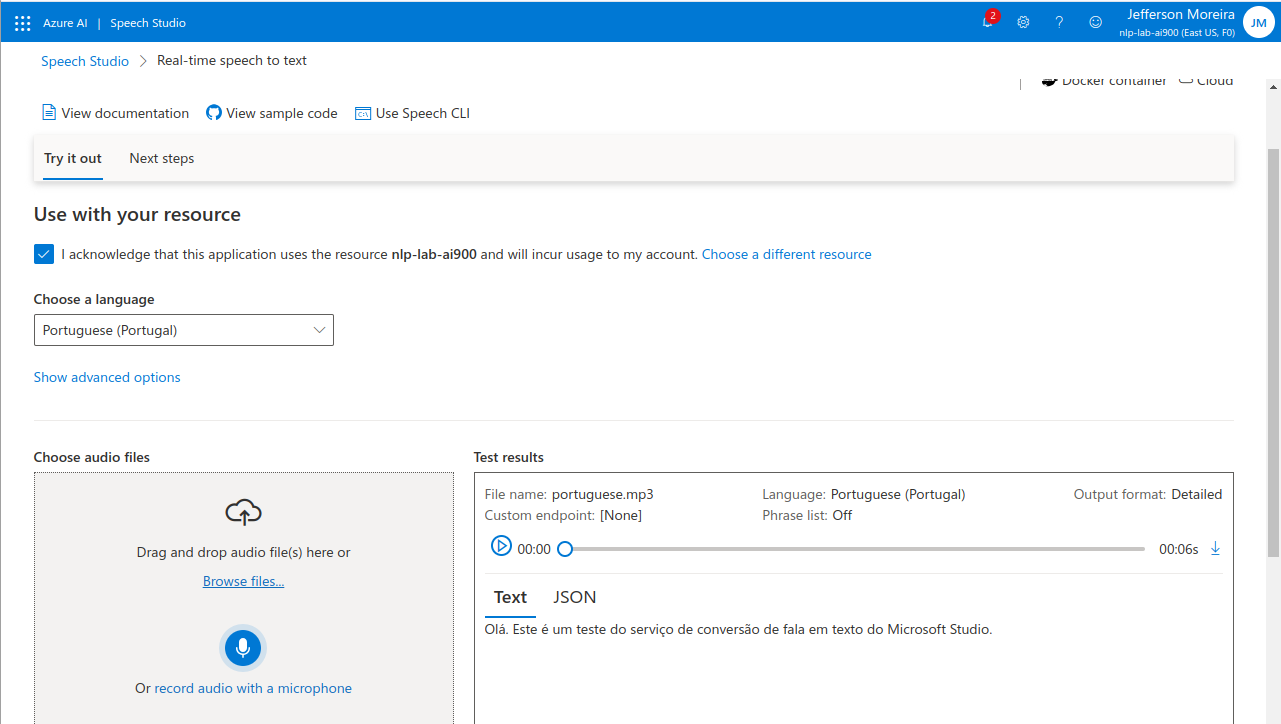 Azure AI | Speech Studio
2
Jefferson Moreira
nlp-lab-ai900 (East US, F0)
JM
Speech Studio > Real-time speech to text
Docker container Cloud
View documentation View sample code Use Speech CLI
Try it out Next steps
Use with your resource
I acknowledge that this application uses the resource nlp-lab-ai900 and will incur usage to my account. Choose a different resource
Choose a language
Portuguese (Portugal)
Show advanced options
Choose audio files
Drag and drop audio file(s) here or
Browse files...
Or record audio with a microphone
Test results
File name: portuguese.mp3 Language: Portuguese (Portugal) Output format: Detailed
Custom endpoint: [None] Phrase list: Off
00:00 00:06s
Text JSON
Olá. Este é um teste do serviço de conversão de fala em texto do Microsoft Studio.